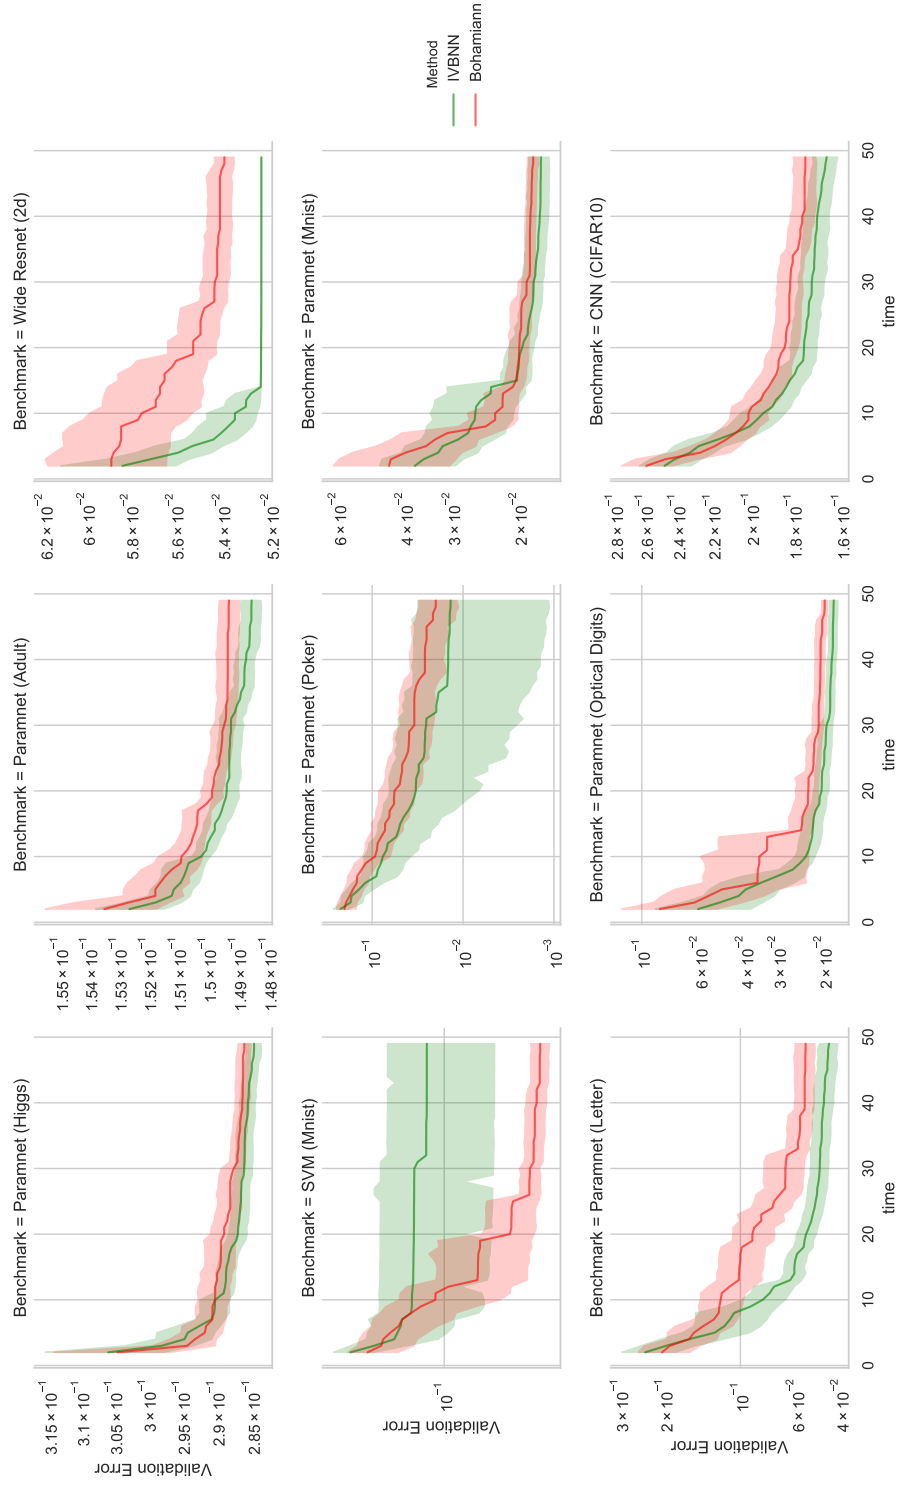 Benchmark = Paramnet (Higgs)
3.15 × 10⁻¹
3.1 × 10⁻¹
3.05 × 10⁻¹
3 × 10⁻¹
2.95 × 10⁻¹
2.9 × 10⁻¹
2.85 × 10⁻¹
Validation Error
Benchmark = Paramnet (Adult)
1.55 × 10⁻¹
1.54 × 10⁻¹
1.53 × 10⁻¹
1.52 × 10⁻¹
1.51 × 10⁻¹
1.5 × 10⁻¹
1.49 × 10⁻¹
1.48 × 10⁻¹
Benchmark = Wide Resnet (2d)
6.2 × 10⁻²
6 × 10⁻²
5.8 × 10⁻²
5.6 × 10⁻²
5.4 × 10⁻²
5.2 × 10⁻²
Benchmark = SVM (Mnist)
10⁻¹
Validation Error
Benchmark = Paramnet (Poker)
10⁻¹
10⁻²
10⁻³
Benchmark = Paramnet (Mnist)
6 × 10⁻²
4 × 10⁻²
3 × 10⁻²
2 × 10⁻²
Method
IVBNN
Bohamiann
Benchmark = Paramnet (Letter)
3 × 10⁻¹
2 × 10⁻¹
10⁻¹
6 × 10⁻²
4 × 10⁻²
Validation Error
0 10 20 30 40 50
time
Benchmark = Paramnet (Optical Digits)
10⁻¹
6 × 10⁻²
4 × 10⁻²
3 × 10⁻²
2 × 10⁻²
0 10 20 30 40 50
time
Benchmark = CNN (CIFAR10)
2.8 × 10⁻¹
2.6 × 10⁻¹
2.4 × 10⁻¹
2.2 × 10⁻¹
2 × 10⁻¹
1.8 × 10⁻¹
1.6 × 10⁻¹
0 10 20 30 40 50
time